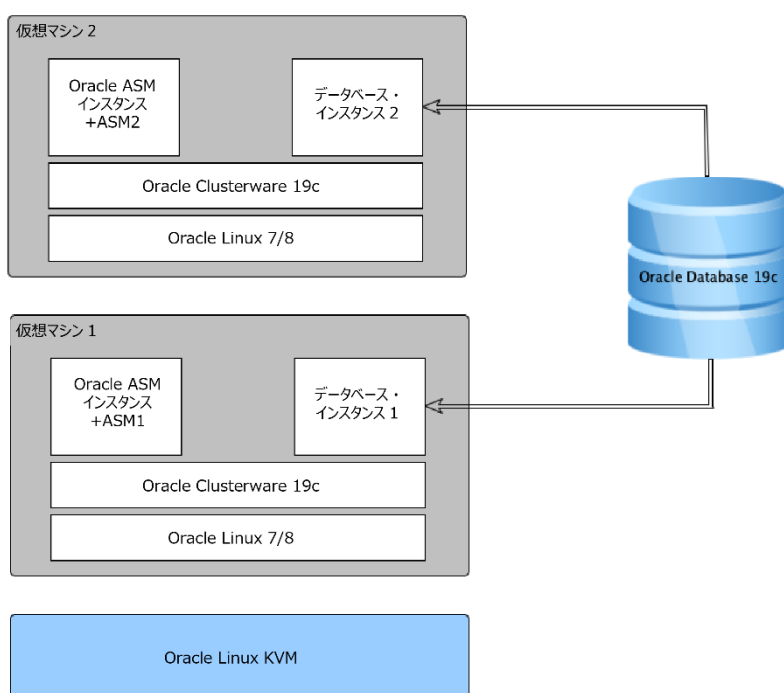 仮想マシン 2
Oracle ASM
インスタンス
+ASM2
データベース・
インスタンス 2
Oracle Clusterware 19c
Oracle Linux 7/8
Oracle Database 19c
仮想マシン 1
Oracle ASM
インスタンス
+ASM1
データベース・
インスタンス 1
Oracle Clusterware 19c
Oracle Linux 7/8
Oracle Linux KVM